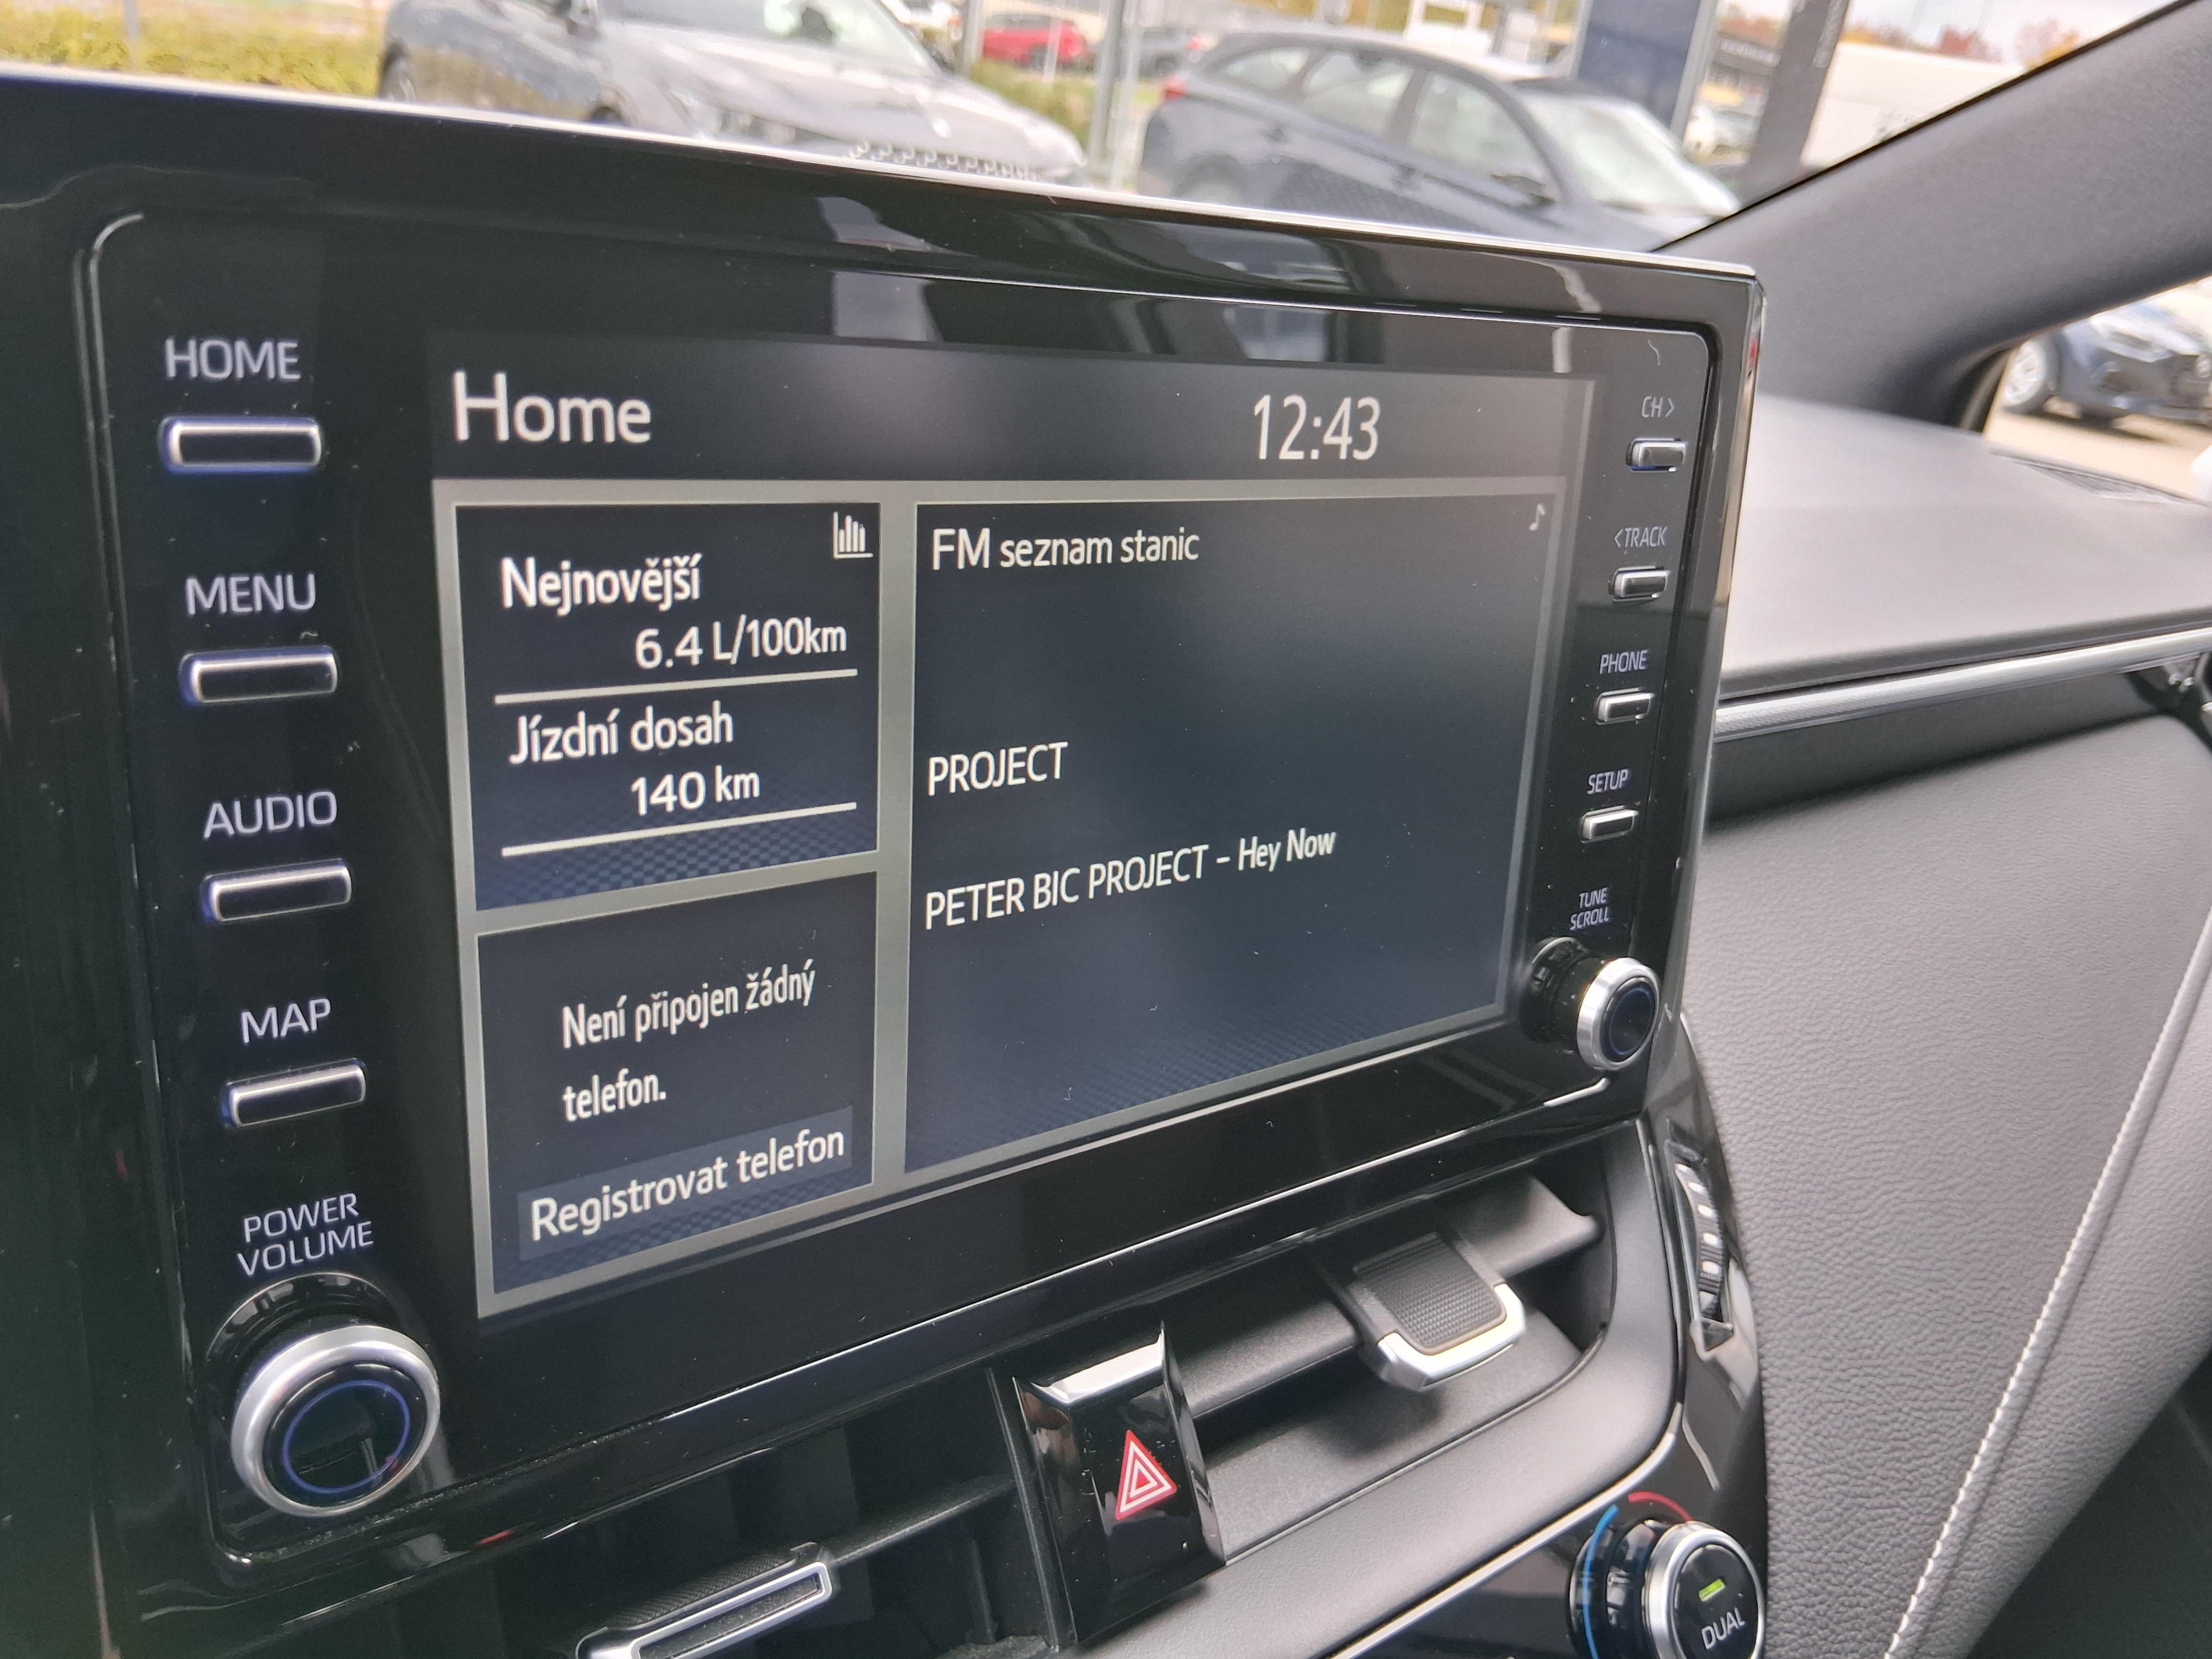 HOME
MENU
AUDIO
MAP
POWER
VOLUME
Home
12:43
Nejnovější
6.4 L/100km
Jízdní dosah
140 km
Není připojen žádný
telefon.
Registrovat telefon
FM seznam stanic
PROJECT
PETER BIC PROJECT - Hey Now
CH >
< TRACK
PHONE
SETUP
TUNE
SCROLL
DUAL